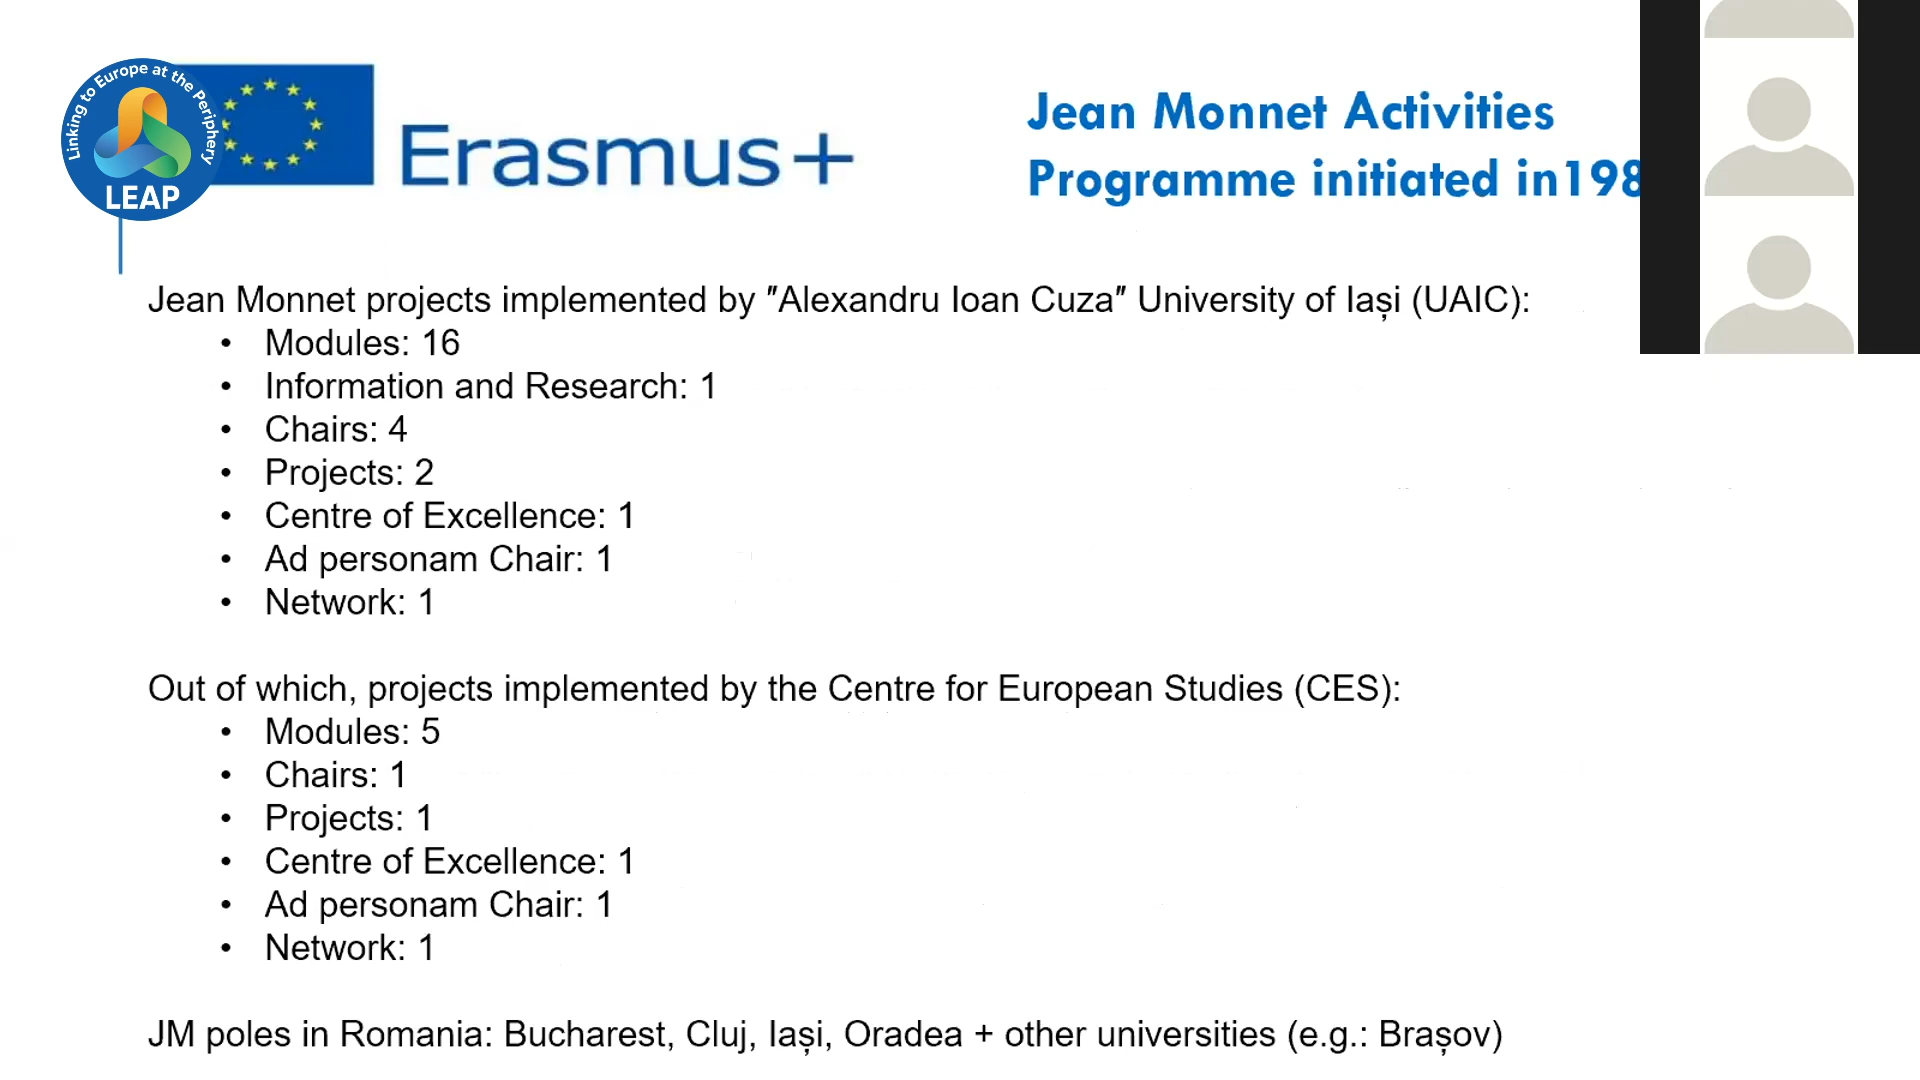 Linking to Europe at the Periphery
LEAP
Erasmus+
Jean Monnet Activities
Programme initiated in198
Jean Monnet projects implemented by "Alexandru Ioan Cuza" University of Iași (UAIC):
• Modules: 16
• Information and Research: 1
• Chairs: 4
• Projects: 2
• Centre of Excellence: 1
• Ad personam Chair: 1
• Network: 1
Out of which, projects implemented by the Centre for European Studies (CES):
• Modules: 5
• Chairs: 1
• Projects: 1
• Centre of Excellence: 1
• Ad personam Chair: 1
• Network: 1
JM poles in Romania: Bucharest, Cluj, Iași, Oradea + other universities (e.g.: Brașov)